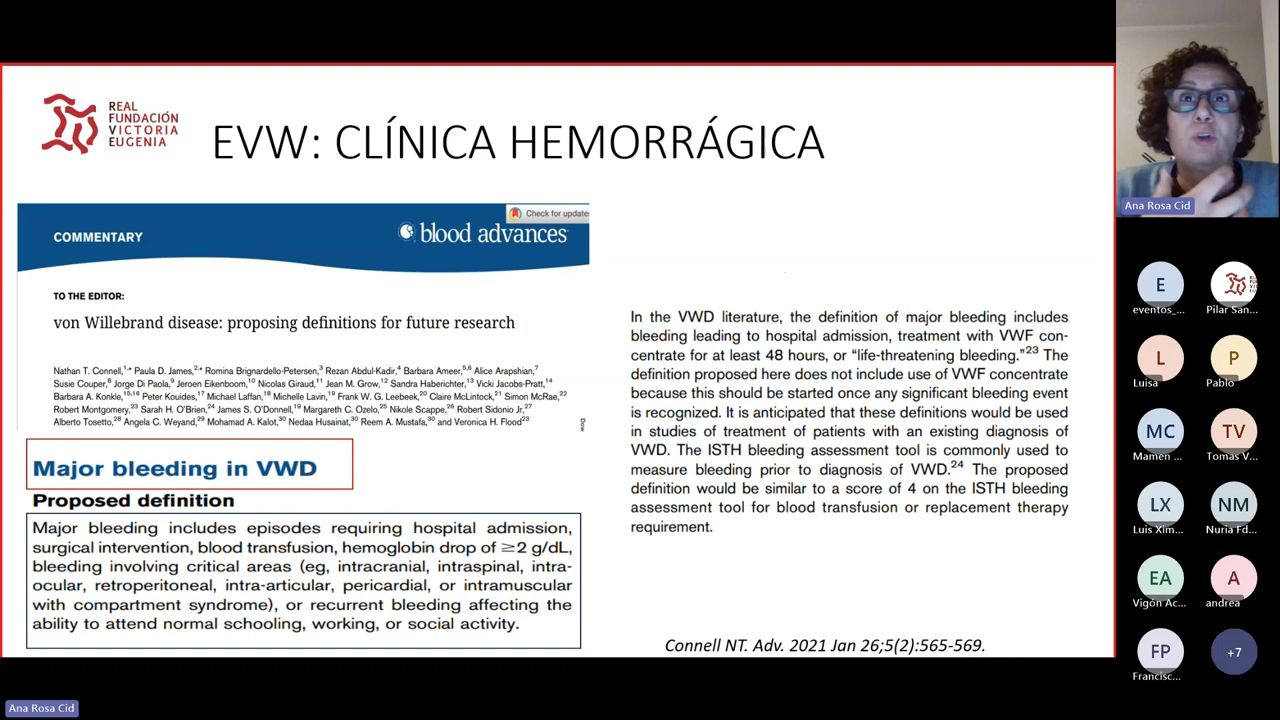 REAL
FUNDACIÓN
VICTORIA
EUGENIA
EVW: CLÍNICA HEMORRÁGICA
Check for update
COMMENTARY
blood advances
TO THE EDITOR:
von Willebrand disease: proposing definitions for future research
Nathan T. Connell,1,* Paula D. James,2,* Romina Brignardello-Petersen,3 Rezan Abdul-Kadir,4 Barbara Ameer,5,6 Alice Arapshian,7
Susie Couper,8 Jorge Di Paola,9 Jeroen Eikenboom,10 Nicolas Giraud,11 Jean M. Grow,12 Sandra Haberichter,13 Vicki Jacobs-Pratt,14
Barbara A. Konkle,15,16 Peter Kouides,17 Michael Laffan,18 Michelle Lavin,19 Frank W. G. Leebeek,20 Claire McLintock,21 Simon McRae,22
Robert Montgomery,23 Sarah H. O'Brien,24 James S. O'Donnell,19 Margareth C. Ozelo,25 Nikole Scappe,26 Robert Sidonio Jr,27
Alberto Tosetto,28 Angela C. Weyand,29 Mohamad A. Kalot,30 Nedaa Husainat,30 Reem A. Mustafa,30 and Veronica H. Flood23
Dow
Major bleeding in VWD
Proposed definition
Major bleeding includes episodes requiring hospital admission,
surgical intervention, blood transfusion, hemoglobin drop of ≥2 g/dL,
bleeding involving critical areas (eg, intracranial, intraspinal, intra-
ocular, retroperitoneal, intra-articular, pericardial, or intramuscular
with compartment syndrome), or recurrent bleeding affecting the
ability to attend normal schooling, working, or social activity.
In the VWD literature, the definition of major bleeding includes
bleeding leading to hospital admission, treatment with VWF con-
centrate for at least 48 hours, or “life-threatening bleeding.”23 The
definition proposed here does not include use of VWF concentrate
because this should be started once any significant bleeding event
is recognized. It is anticipated that these definitions would be used
in studies of treatment of patients with an existing diagnosis of
VWD. The ISTH bleeding assessment tool is commonly used to
measure bleeding prior to diagnosis of VWD.24 The proposed
definition would be similar to a score of 4 on the ISTH bleeding
assessment tool for blood transfusion or replacement therapy
requirement.
Connell NT. Adv. 2021 Jan 26;5(2):565-569.
Ana Rosa Cid
E
eventos_...
Pilar San...
L
Luisa
P
Pablo
MC
Mamen ...
TV
Tomas V...
LX
Luis Xim...
NM
Nuria Fd...
EA
Vigón Ac...
A
andrea
FP
Francisc...
+7
Ana Rosa Cid